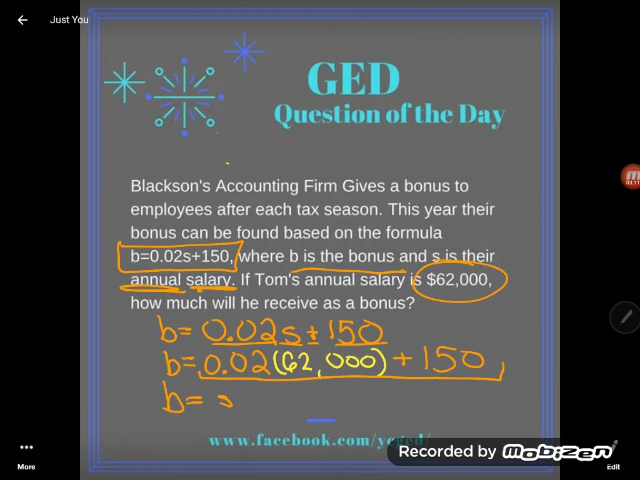 Just You
GED
Question of the Day
03:11
Blackson's Accounting Firm Gives a bonus to
employees after each tax season. This year their
bonus can be found based on the formula
b=0.02s+150, where b is the bonus and s is their
annual salary. If Tom's annual salary is $62,000,
how much will he receive as a bonus?
b= 0.02s+150
b= 0.02(62,000)+150
b=
www.facebook.com/ycged/
More
Recorded by Mobizen